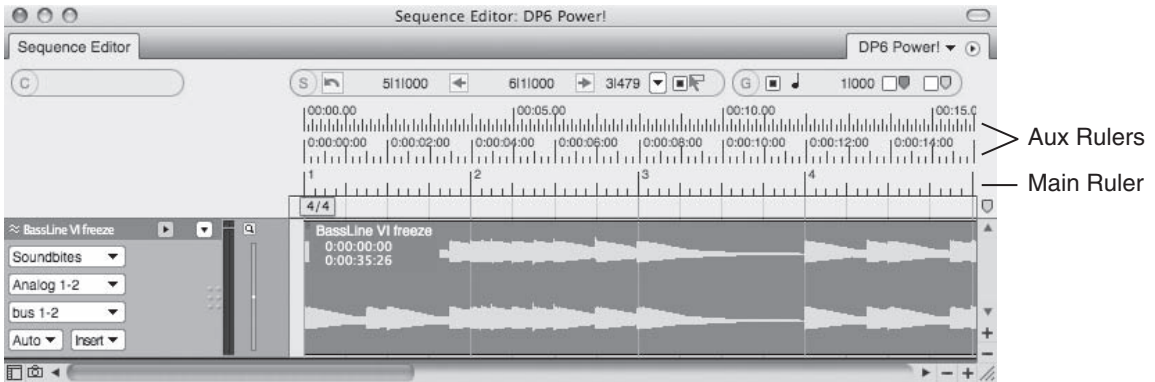 Sequence Editor: DP6 Power!
Sequence Editor
DP6 Power!
C
S 5|1|000 6|1|000 3|479 G 1|000
00:00.00 00:05.00 00:10.00 00:15.0
0:00:00:00 0:00:02:00 0:00:04:00 0:00:06:00 0:00:08:00 0:00:10:00 0:00:12:00 0:00:14:00
Aux Rulers
1 2 3 4
Main Ruler
4/4
BassLine VI freeze
BassLine VI freeze
0:00:00:00
0:00:35:26
Soundbites
Analog 1-2
bus 1-2
Auto Insert